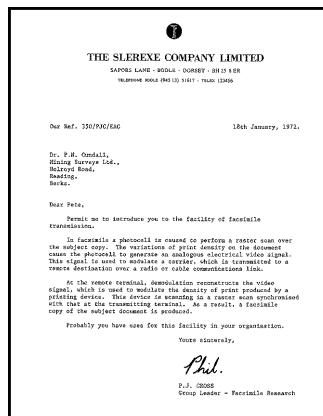 THE SLEREXE COMPANY LIMITED
SAPORS LANE - BOOLE - DORSET - BH 25 8 ER
TELEPHONE BOOLE (945 13) 51617 - TELEX 123456
Our Ref. 350/PJC/EAC
18th January, 1972.
Dr. P.N. Cundall,
Mining Surveys Ltd.,
Holroyd Road,
Reading,
Berks.
Dear Pete,
Permit me to introduce you to the facility of facsimile
transmission.
In facsimile a photocell is caused to perform a raster scan over
the subject copy. The variations of print density on the document
cause the photocell to generate an analogous electrical video signal.
This signal is used to modulate a carrier, which is transmitted to a
remote destination over a radio or cable communications link.
At the remote terminal, demodulation reconstructs the video
signal, which is used to modulate the density of print produced by a
printing device. This device is scanning in a raster scan synchronised
with that at the transmitting terminal. As a result, a facsimile
copy of the subject document is produced.
Probably you have uses for this facility in your organisation.
Yours sincerely,
Phil.
P.J. CROSS
Group Leader - Facsimile Research